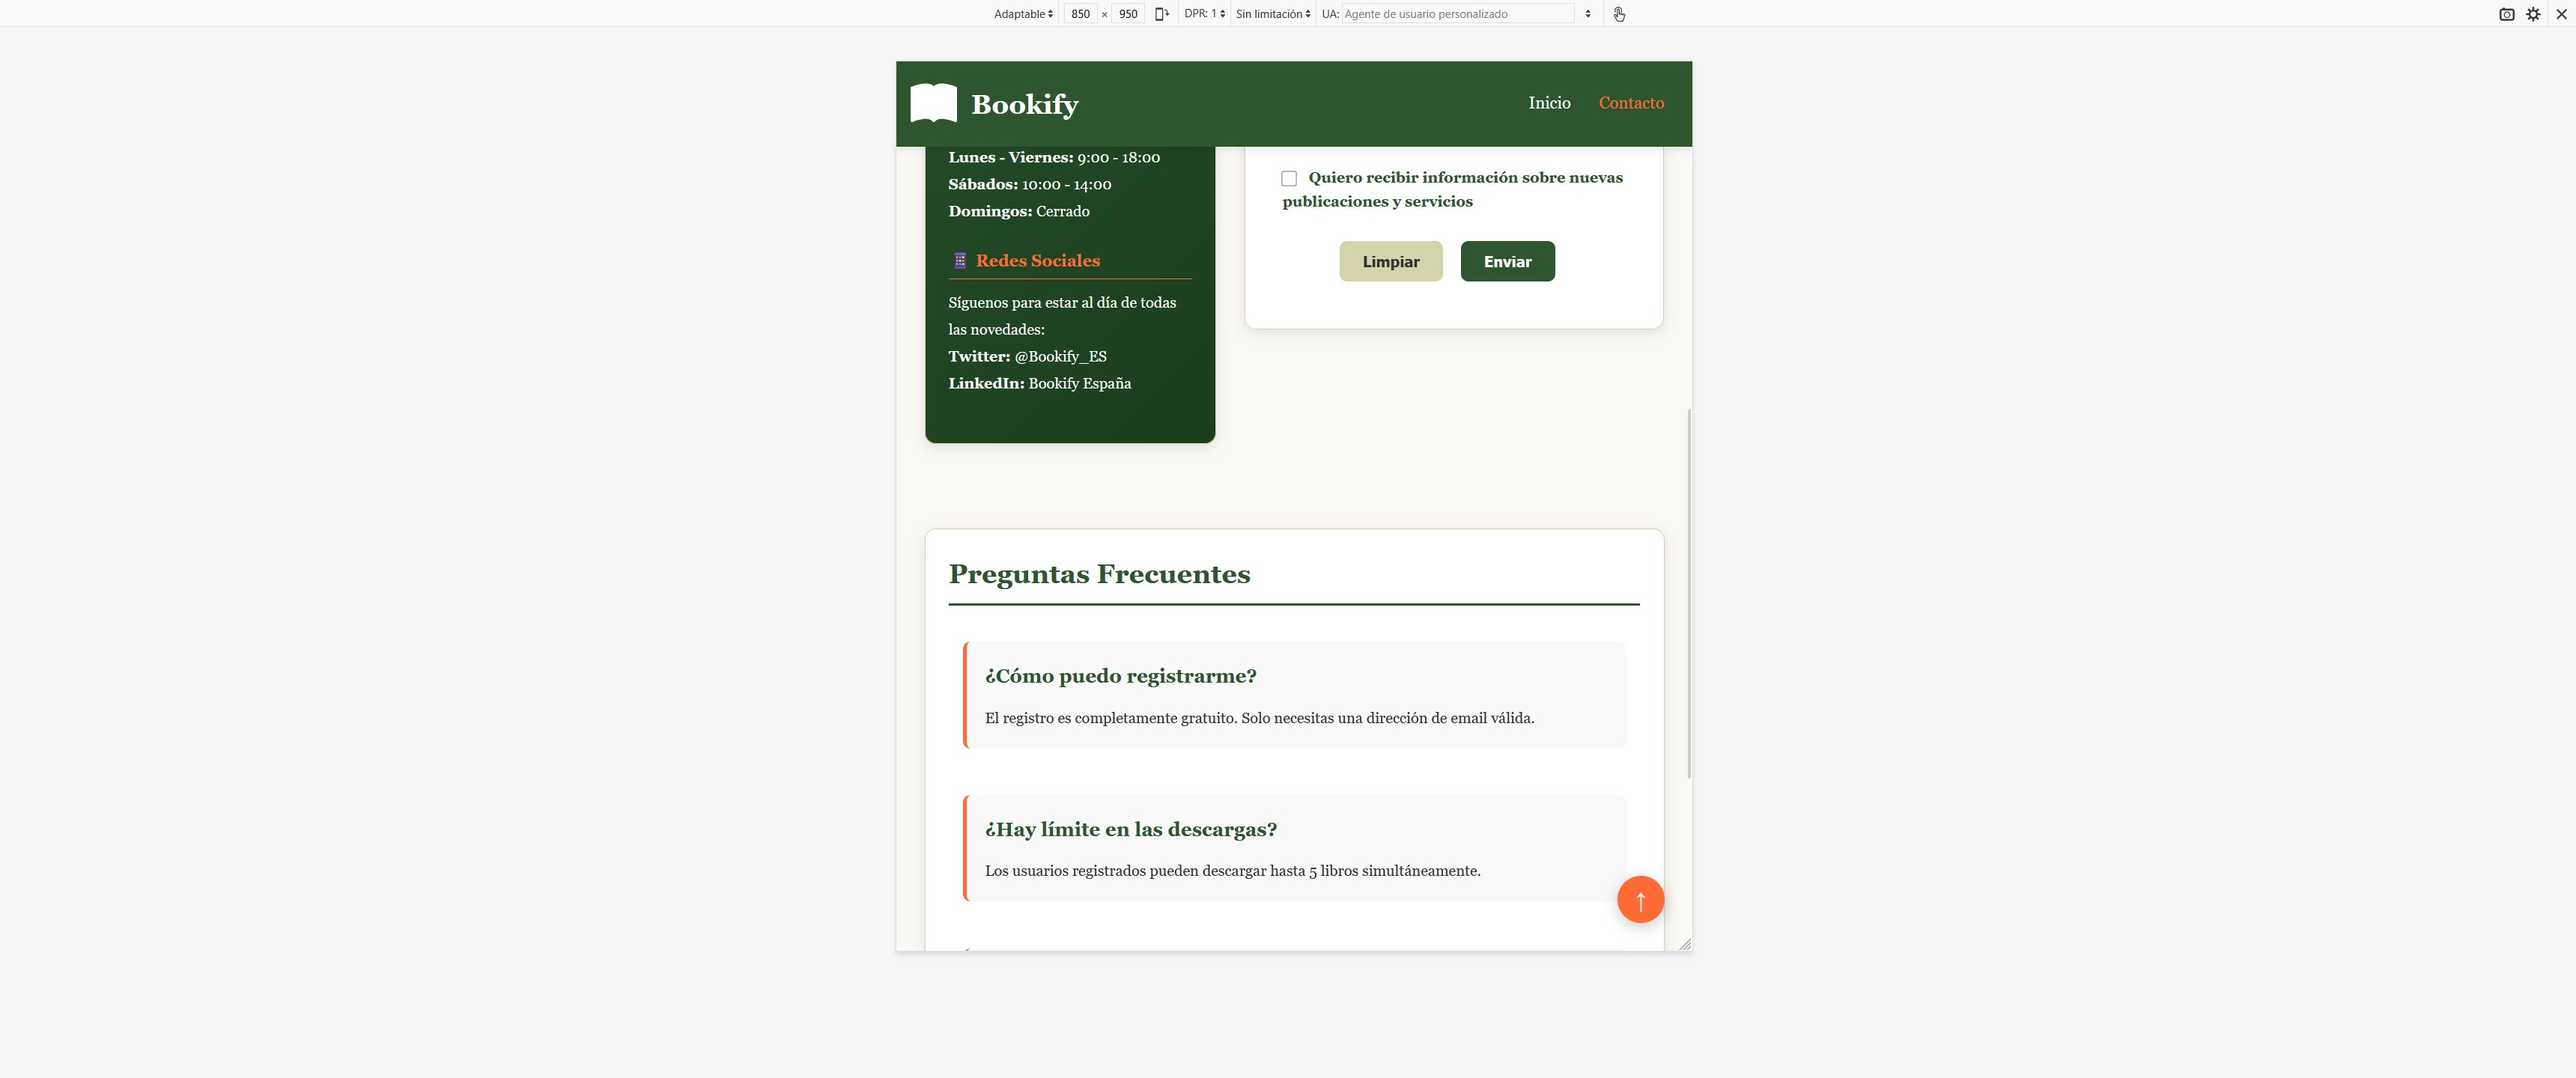 Adaptable 850 × 950 DPR: 1 Sin limitación UA: Agente de usuario personalizado
Bookify
Inicio Contacto
Lunes - Viernes: 9:00 - 18:00
Sábados: 10:00 - 14:00
Domingos: Cerrado
Redes Sociales
Síguenos para estar al día de todas
las novedades:
Twitter: @Bookify_ES
LinkedIn: Bookify España
Quiero recibir información sobre nuevas
publicaciones y servicios
Limpiar Enviar
Preguntas Frecuentes
¿Cómo puedo registrarme?
El registro es completamente gratuito. Solo necesitas una dirección de email válida.
¿Hay límite en las descargas?
Los usuarios registrados pueden descargar hasta 5 libros simultáneamente.
↑